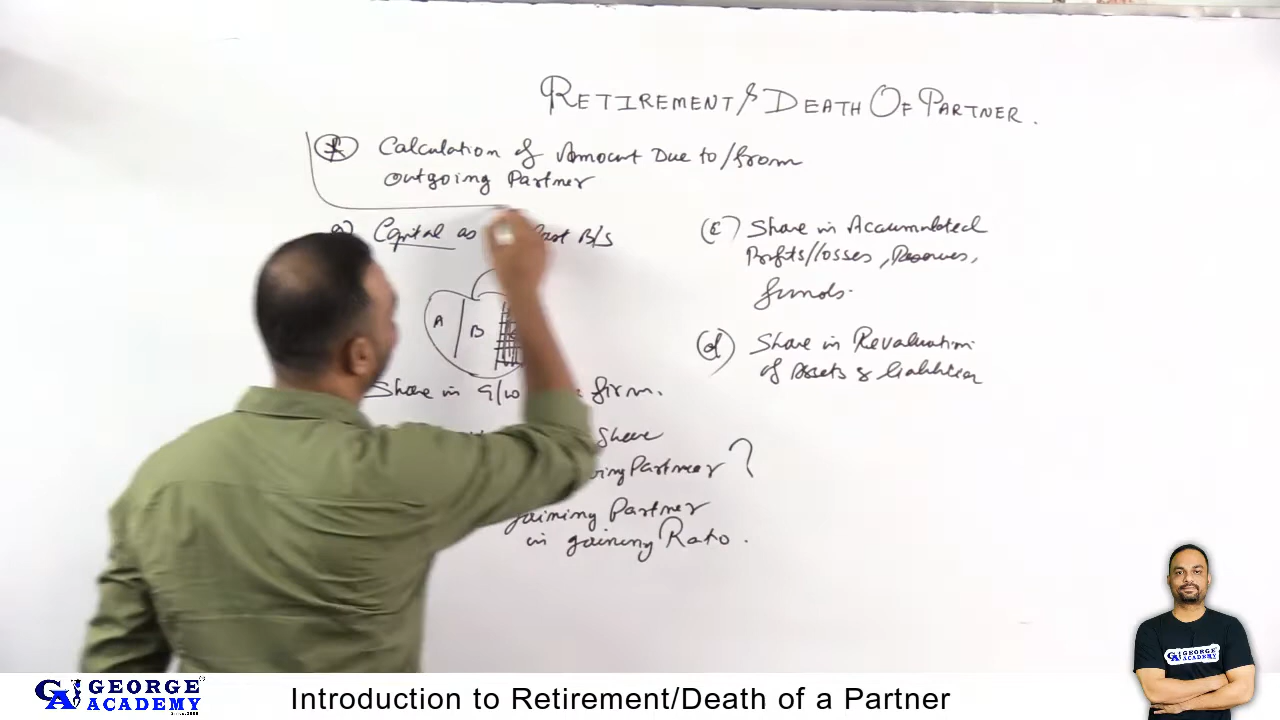 RETIREMENT/DEATH OF PARTNER.
* Calculation of Amount Due to/from
outgoing Partner
a) Capital as last B/S
A B
Share in G/w firm.
Share
Partner ?
gaining Partner
in gaining Ratio.
(c) Share in Accumulated
Profits/losses, Reserves,
funds.
(d) Share in Revaluation
of Assets & liabilities
GEORGE
ACADEMY
GEORGE
ACADEMY
Introduction to Retirement/Death of a Partner